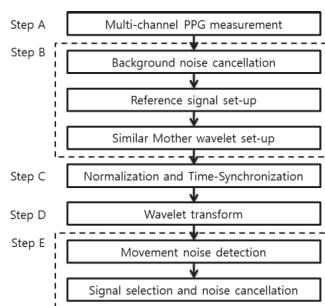 Step A
Multi-channel PPG measurement
Step B
Background noise cancellation
Reference signal set-up
Similar Mother wavelet set-up
Step C
Normalization and Time-Synchronization
Step D
Wavelet transform
Step E
Movement noise detection
Signal selection and noise cancellation